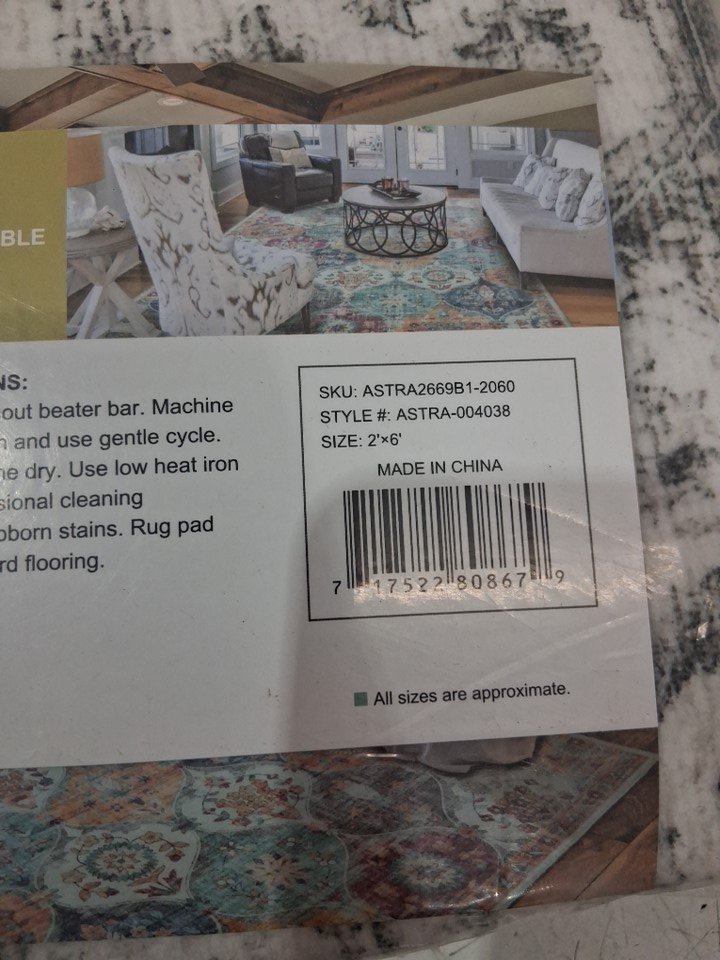 BLE
NS:
out beater bar. Machine
and use gentle cycle.
dry. Use low heat iron
sional cleaning
born stains. Rug pad
rd flooring.
SKU: ASTRA2669B1-2060
STYLE #: ASTRA-004038
SIZE: 2'×6'
MADE IN CHINA
7 17522 80867 9
All sizes are approximate.